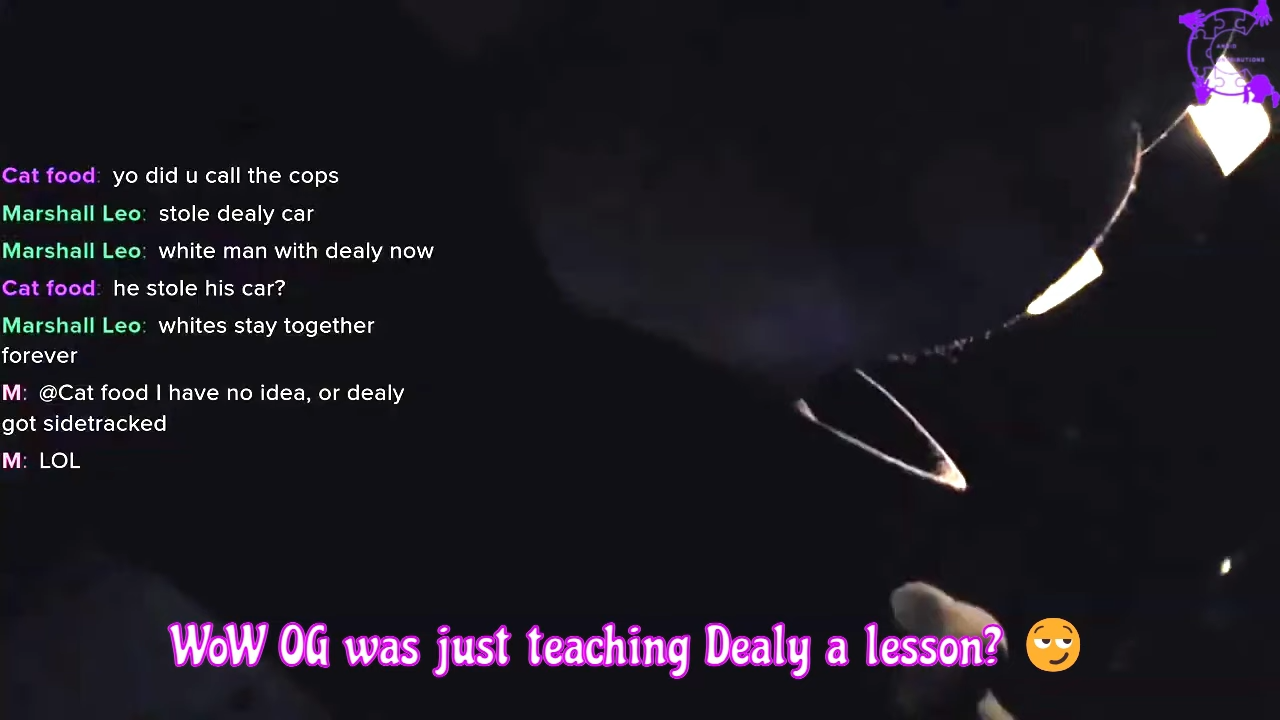 Cat food: yo did u call the cops
Marshall Leo: stole dealy car
Marshall Leo: white man with dealy now
Cat food: he stole his car?
Marshall Leo: whites stay together
forever
M: @Cat food I have no idea, or dealy
got sidetracked
M: LOL
WoW OG was just teaching Dealy a lesson? 😏